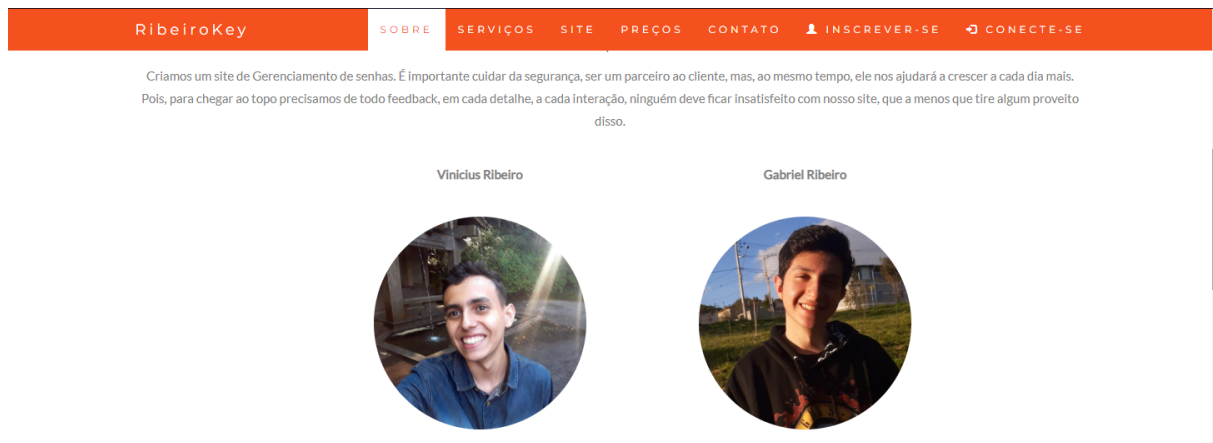 RibeiroKey SOBRE SERVIÇOS SITE PREÇOS CONTATO INSCREVER-SE CONECTE-SE
Criamos um site de Gerenciamento de senhas. É importante cuidar da segurança, ser um parceiro ao cliente, mas, ao mesmo tempo, ele nos ajudará a crescer a cada dia mais.
Pois, para chegar ao topo precisamos de todo feedback, em cada detalhe, a cada interação, ninguém deve ficar insatisfeito com nosso site, que a menos que tire algum proveito
disso.
Vinicius Ribeiro Gabriel Ribeiro